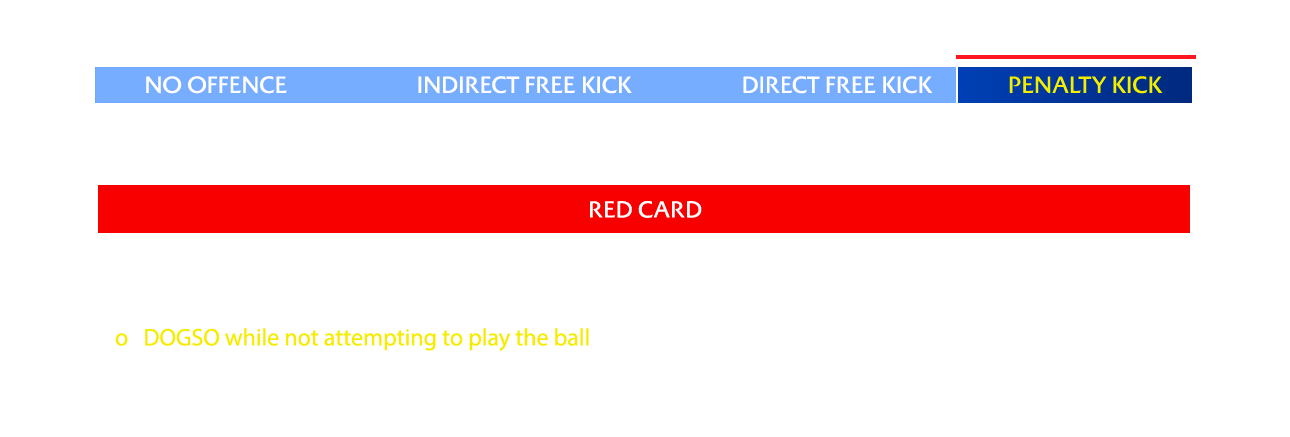 NO OFFENCE INDIRECT FREE KICK DIRECT FREE KICK PENALTY KICK
RED CARD
o DOGSO while not attempting to play the ball